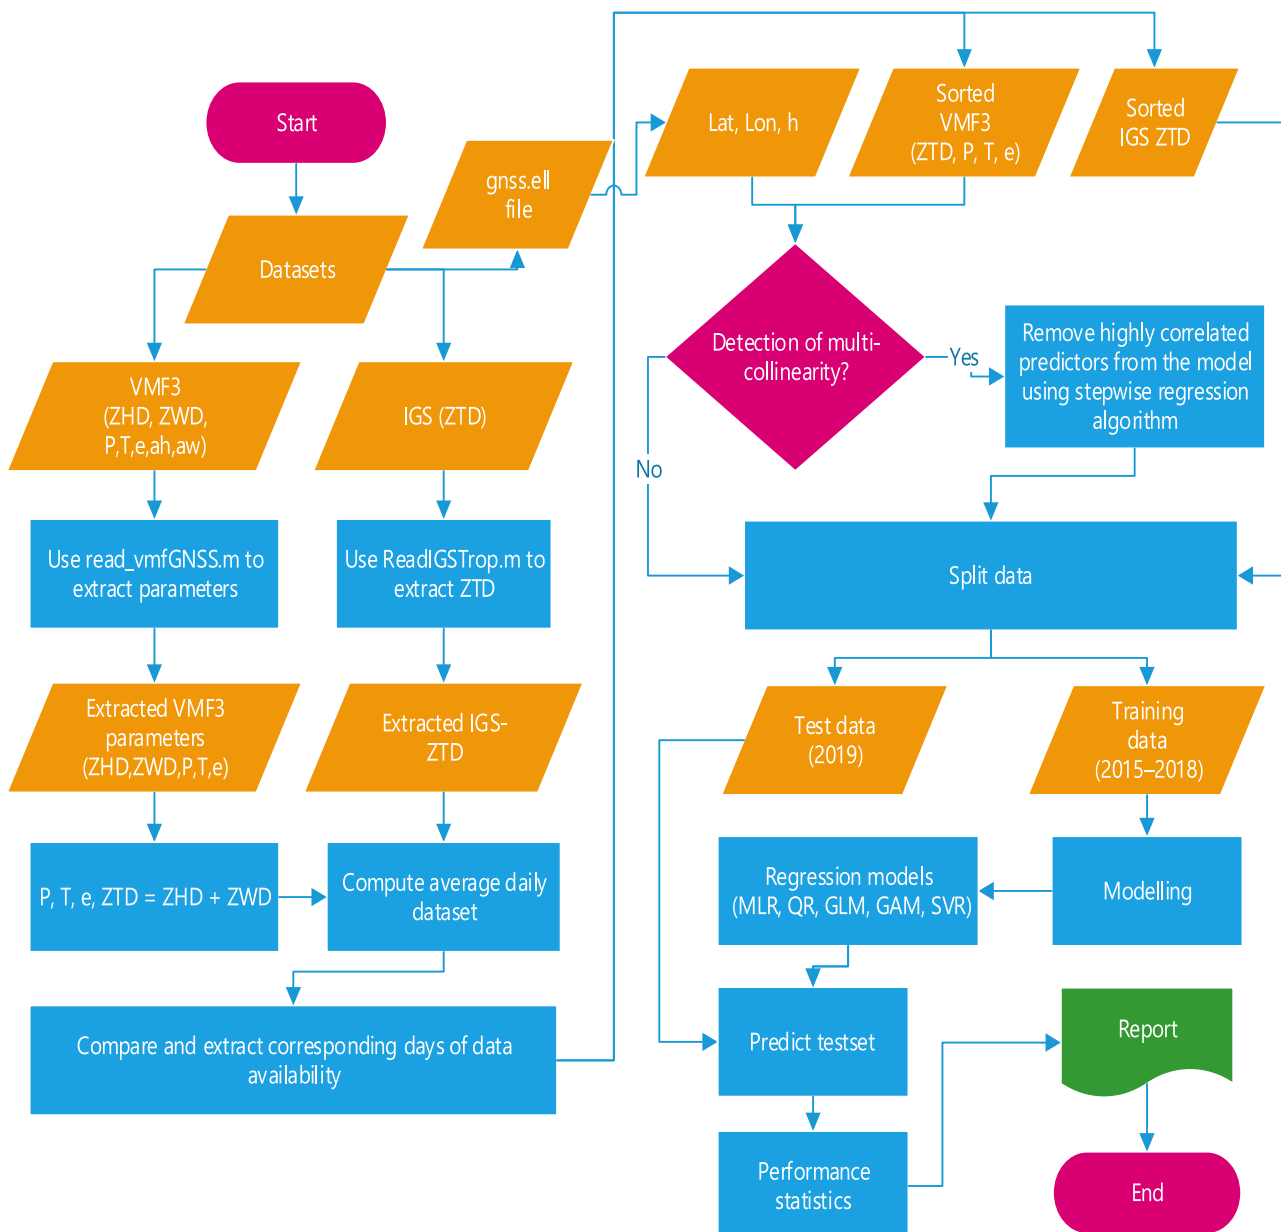 Start
Datasets
gnss.ell
file
Lat, Lon, h
Sorted
VMF3
(ZTD, P, T, e)
Sorted
IGS ZTD
VMF3
(ZHD, ZWD,
P,T,e,ah,aw)
IGS (ZTD)
Detection of multi-
collinearity?
Yes
No
Remove highly correlated
predictors from the model
using stepwise regression
algorithm
Use read_vmfGNSS.m to
extract parameters
Use ReadIGSTrop.m to
extract ZTD
Split data
Extracted VMF3
parameters
(ZHD,ZWD,P,T,e)
Extracted IGS-
ZTD
Test data
(2019)
Training
data
(2015–2018)
P, T, e, ZTD = ZHD + ZWD
Compute average daily
dataset
Regression models
(MLR, QR, GLM, GAM, SVR)
Modelling
Compare and extract corresponding days of data
availability
Predict testset
Report
Performance
statistics
End